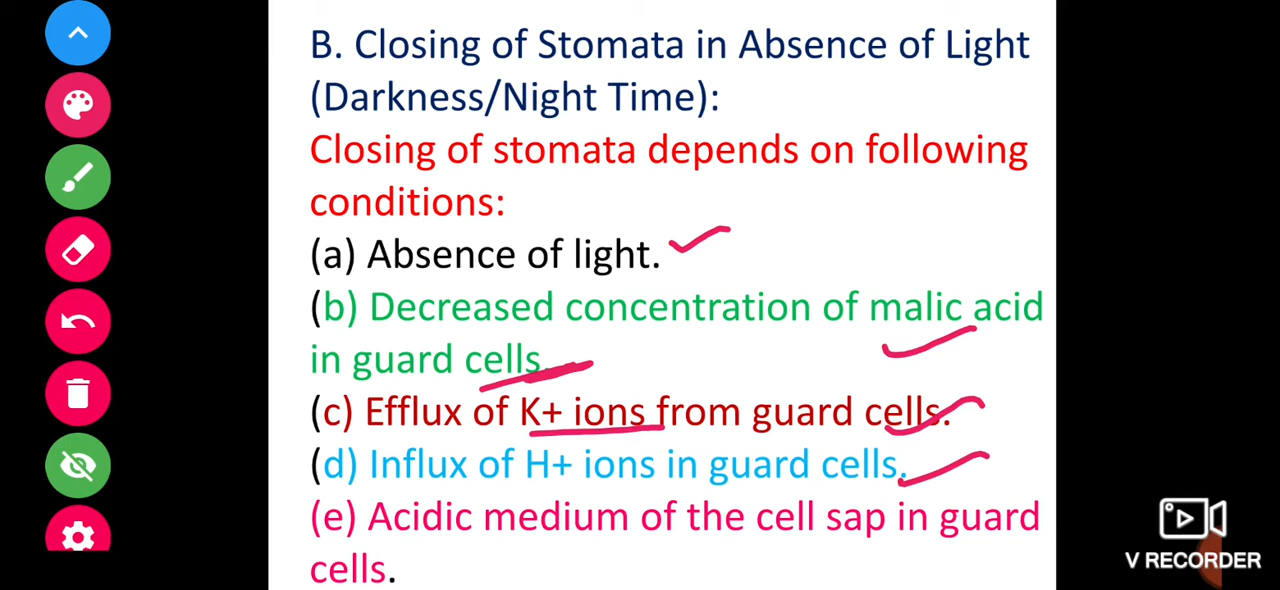 B. Closing of Stomata in Absence of Light
(Darkness/Night Time):
Closing of stomata depends on following
conditions:
(a) Absence of light.
(b) Decreased concentration of malic acid
in guard cells.
(c) Efflux of K+ ions from guard cells.
(d) Influx of H+ ions in guard cells.
(e) Acidic medium of the cell sap in guard
cells.
V RECORDER